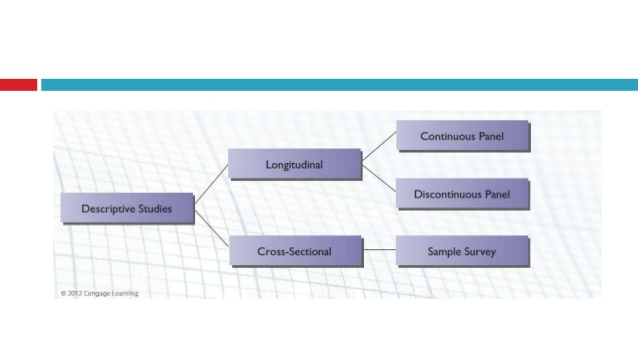 Continuous Panel
Longitudinal
Discontinuous Panel
Descriptive Studies
Cross-Sectional
Sample Survey
© 2012 Cengage Learning